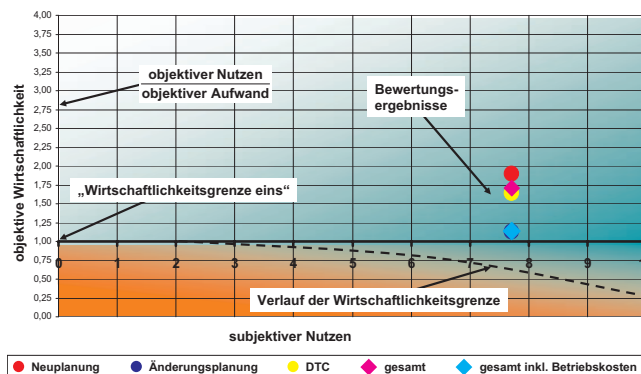 objektive Wirtschaftlichkeit
4,00
3,75
3,50
3,25
3,00
2,75
2,50
2,25
2,00
1,75
1,50
1,25
1,00
0,75
0,50
0,25
0,00
objektiver Nutzen
objektiver Aufwand
Bewertungs-
ergebnisse
„Wirtschaftlichkeitsgrenze eins“
0 1 2 3 4 5 6 7 8 9
Verlauf der Wirtschaftlichkeitsgrenze
subjektiver Nutzen
Neuplanung Änderungsplanung DTC gesamt gesamt inkl. Betriebskosten